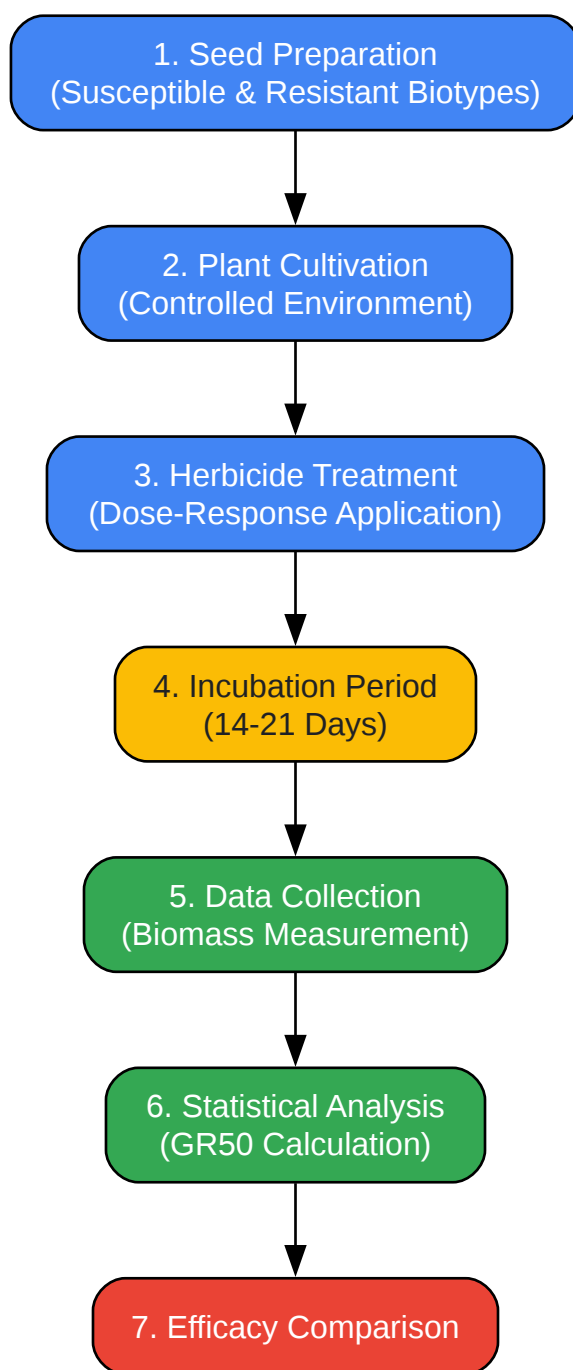 1. Seed Preparation
(Susceptible & Resistant Biotypes)
2. Plant Cultivation
(Controlled Environment)
3. Herbicide Treatment
(Dose-Response Application)
4. Incubation Period
(14-21 Days)
5. Data Collection
(Biomass Measurement)
6. Statistical Analysis
(GR50 Calculation)
7. Efficacy Comparison